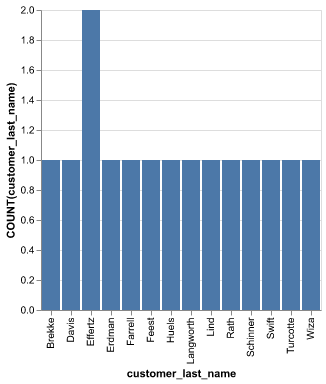 COUNT(customer_last_name)
2.0
1.8
1.6
1.4
1.2
1.0
0.8
0.6
0.4
0.2
0.0
Brekke
Davis
Effertz
Erdman
Farrell
Feest
Huels
Langworth
Lind
Rath
Schinner
Swift
Turcotte
Wiza
customer_last_name